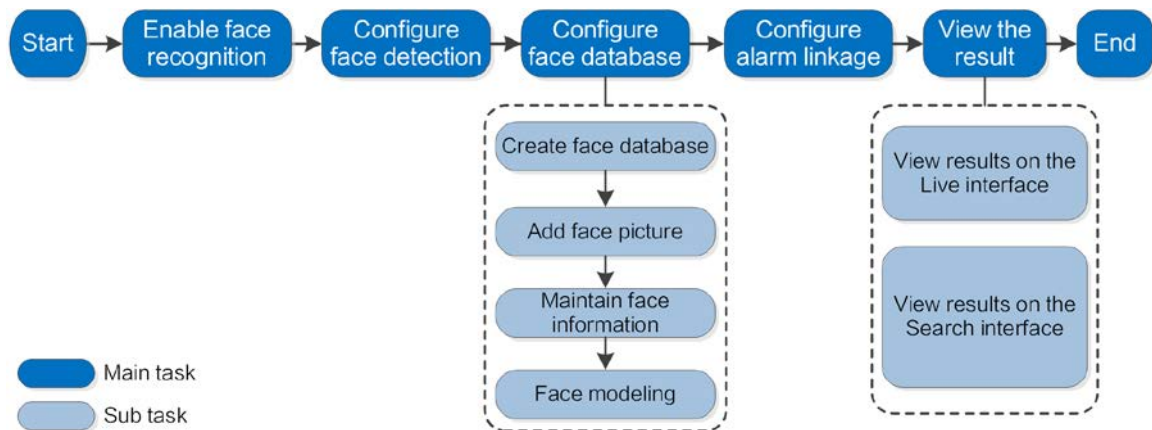 Start
Enable face
recognition
Configure
face detection
Configure
face database
Configure
alarm linkage
View the
result
End
Create face database
Add face picture
Maintain face
information
Face modeling
View results on the
Live interface
View results on the
Search interface
Main task
Sub task